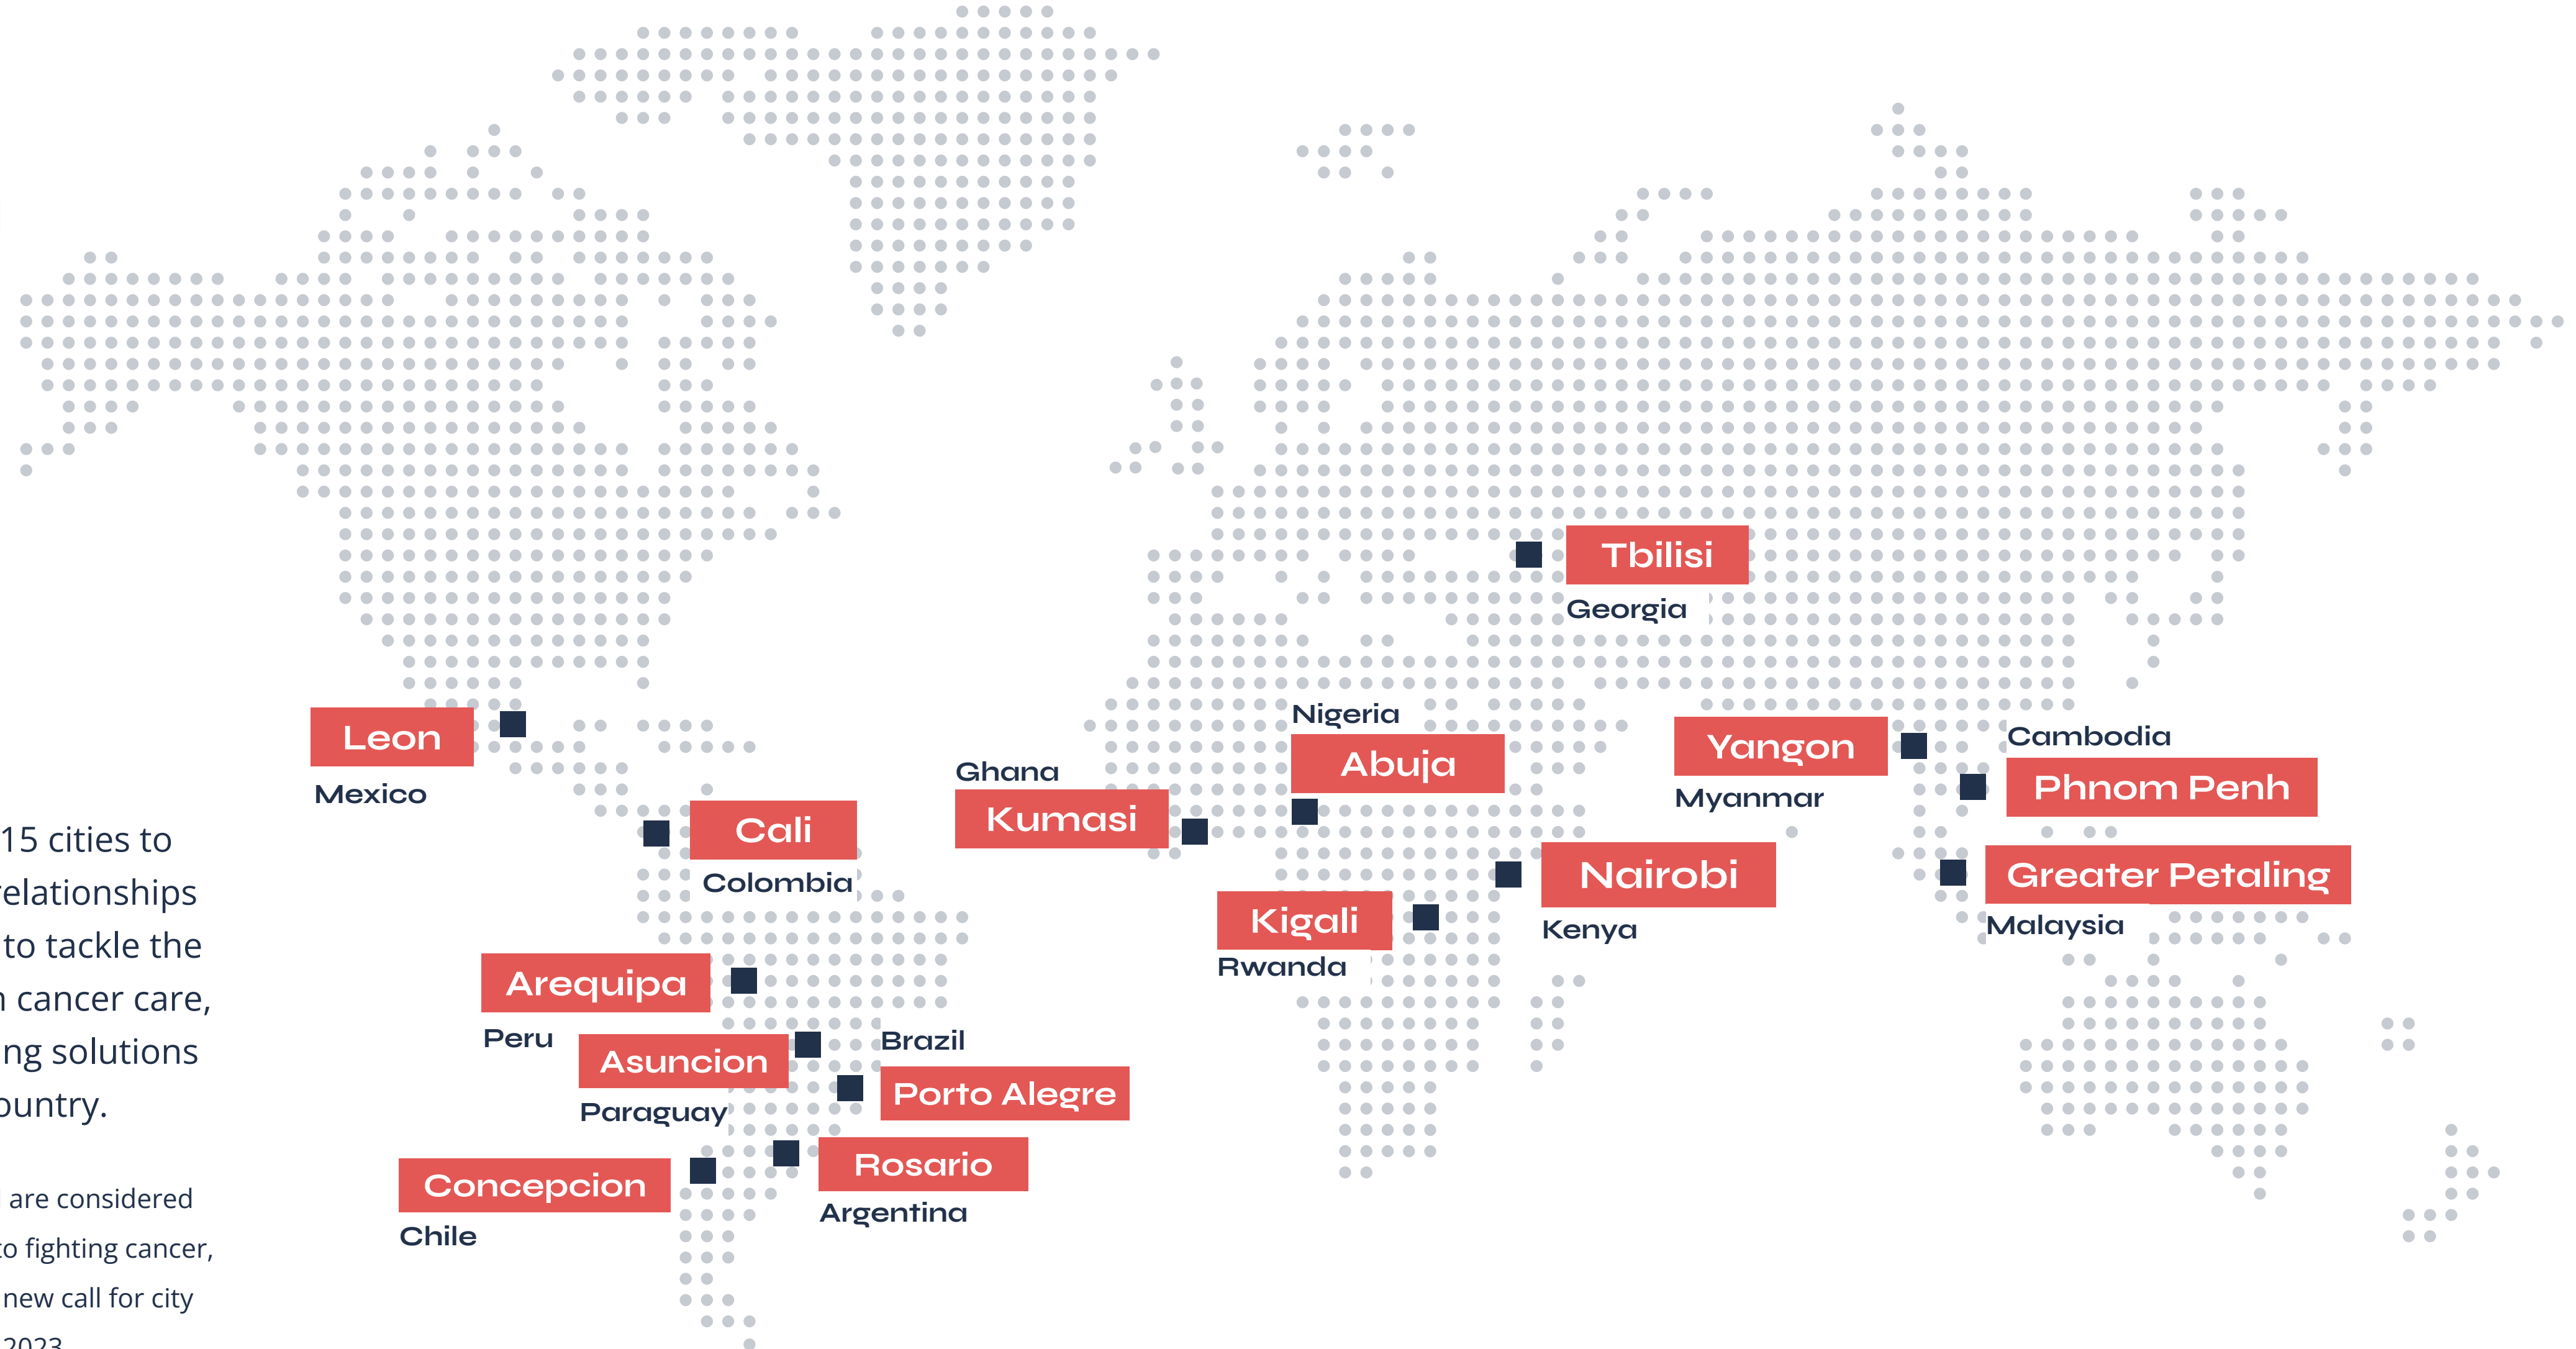 15 cities to
relationships
to tackle the
cancer care,
ng solutions
ountry.
are considered
to fighting cancer,
new call for city
2023
Tbilisi
Georgia
Leon
Mexico
Nigeria
Abuja
Ghana
Kumasi
Yangon
Myanmar
Cambodia
Phnom Penh
Cali
Colombia
Nairobi
Kenya
Greater Petaling
Malaysia
Kigali
Rwanda
Arequipa
Peru
Asuncion
Paraguay
Brazil
Porto Alegre
Rosario
Argentina
Concepcion
Chile